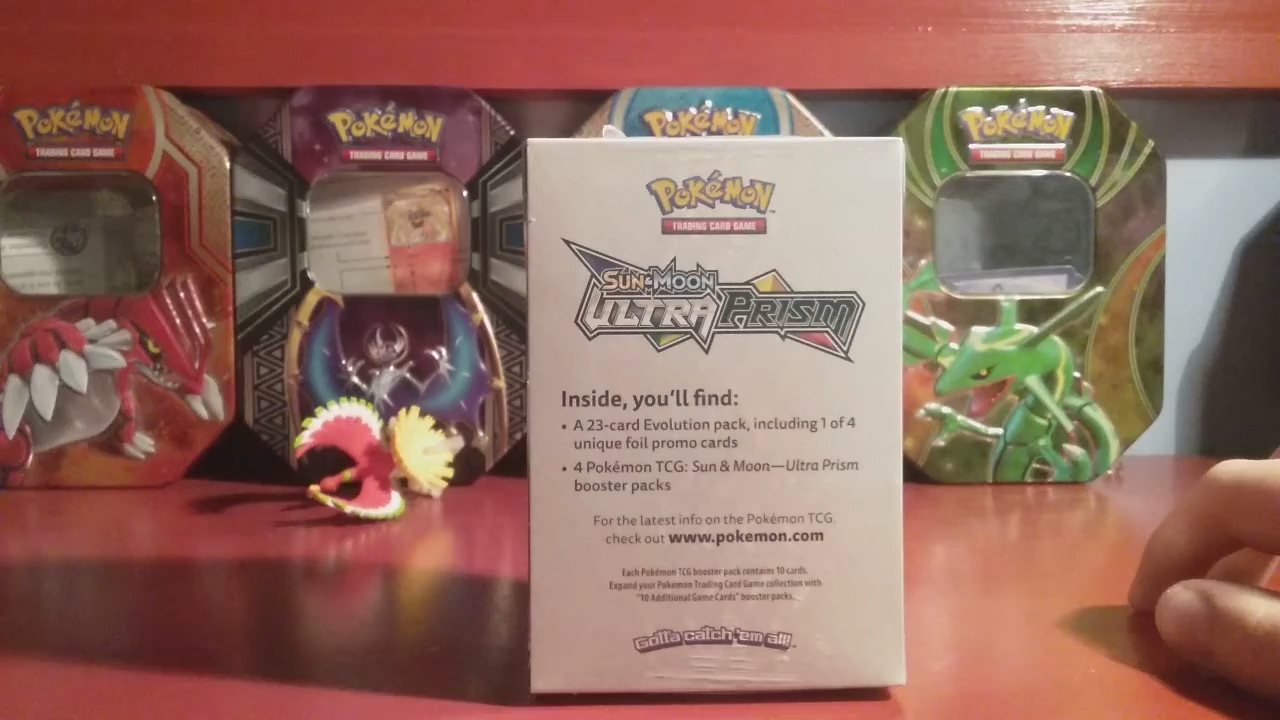 POKéMON
TRADING CARD GAME
POKéMON
TRADING CARD GAME
POKéMON
POKéMON
TRADING CARD GAME
POKéMON™
TRADING CARD GAME
SUN & MOON
ULTRA PRISM
Inside, you'll find:
• A 23-card Evolution pack, including 1 of 4
unique foil promo cards
• 4 Pokémon TCG: Sun & Moon—Ultra Prism
booster packs
For the latest info on the Pokémon TCG,
check out www.pokemon.com
Each Pokémon TCG booster pack contains 10 cards.
Expand your Pokémon Trading Card Game collection with
"10 Additional Game Cards" booster packs.
Gotta catch 'em all!™